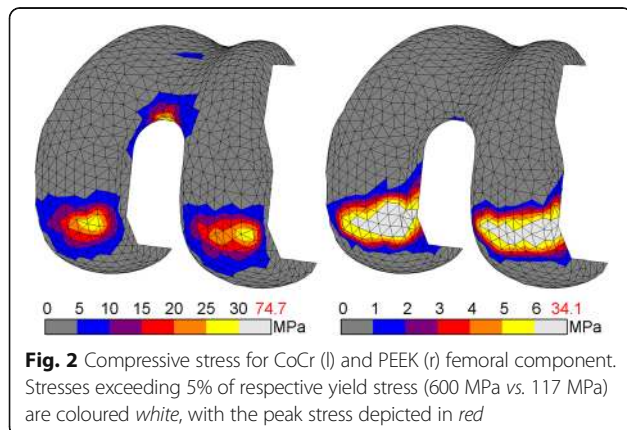 0 5 10 15 20 25 30 74.7
MPa
0 1 2 3 4 5 6 34.1
MPa
Fig. 2 Compressive stress for CoCr (l) and PEEK (r) femoral component.
Stresses exceeding 5% of respective yield stress (600 MPa vs. 117 MPa)
are coloured white, with the peak stress depicted in red